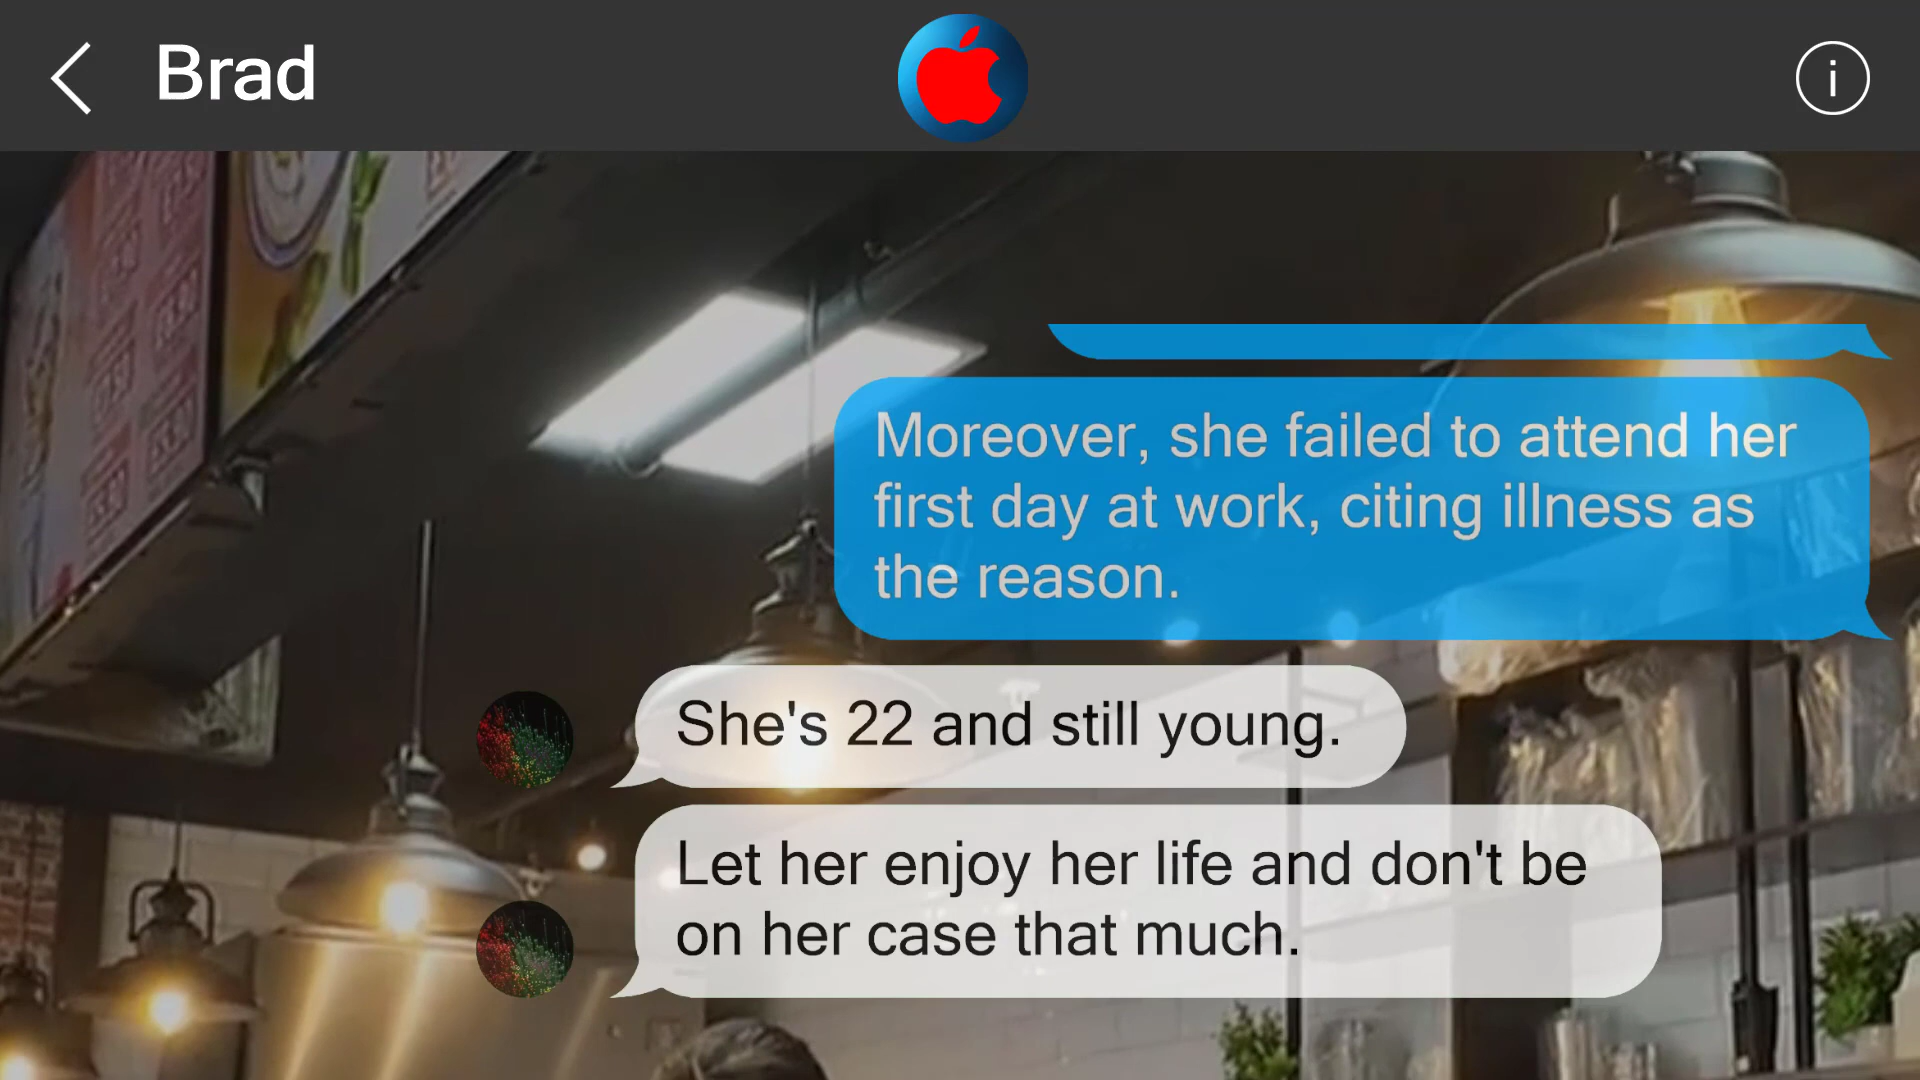 Brad
Moreover, she failed to attend her
first day at work, citing illness as
the reason.
She's 22 and still young.
Let her enjoy her life and don't be
on her case that much.